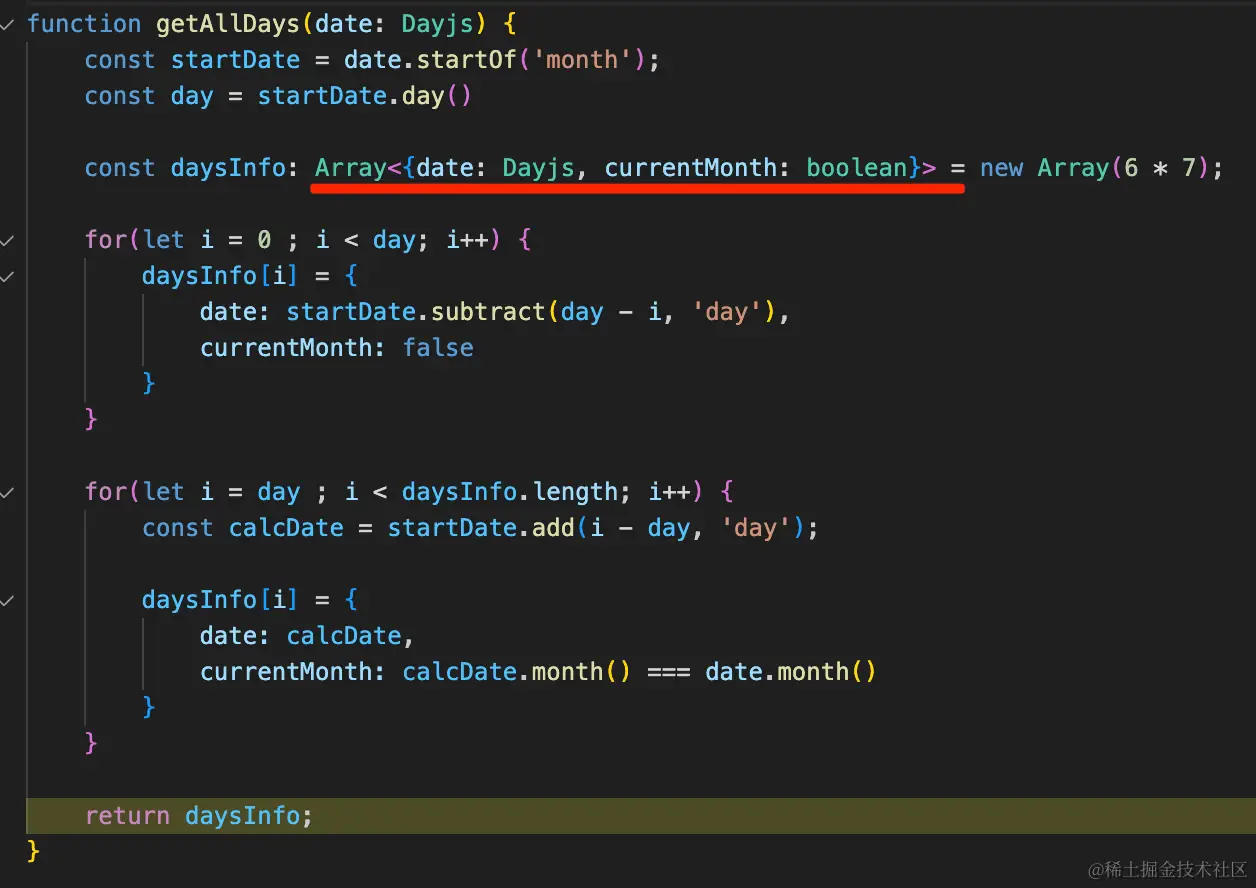 function getAllDays(date: Dayjs) {
    const startDate = date.startOf('month');
    const day = startDate.day()
    const daysInfo: Array<{date: Dayjs, currentMonth: boolean}> = new Array(6 * 7);
    for(let i = 0 ; i < day; i++) {
        daysInfo[i] = {
            date: startDate.subtract(day - i, 'day'),
            currentMonth: false
        }
    }
    for(let i = day ; i < daysInfo.length; i++) {
        const calcDate = startDate.add(i - day, 'day');
        daysInfo[i] = {
            date: calcDate,
            currentMonth: calcDate.month() === date.month()
        }
    }
    return daysInfo;
}
@稀土掘金技术社区